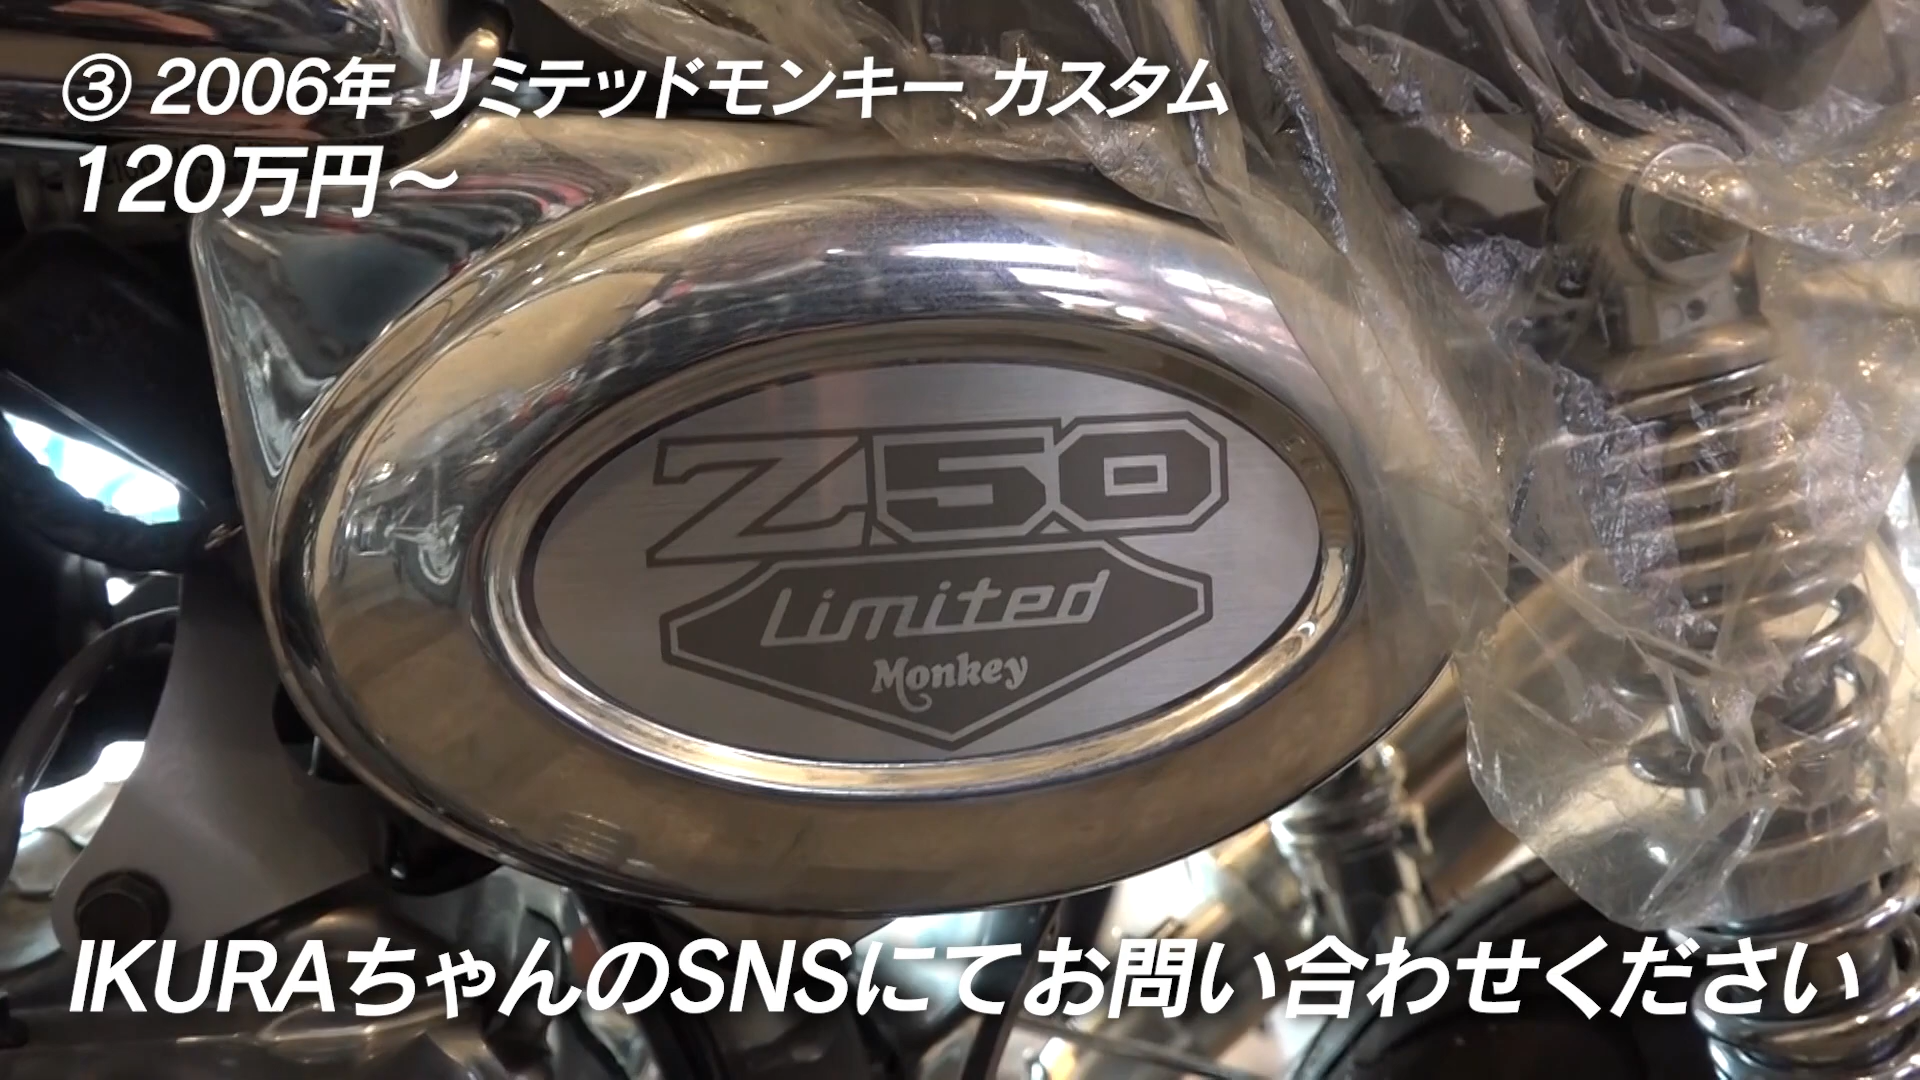 ③ 2006年 リミテッドモンキー カスタム
120万円～
Z50
Limited
Monkey
IKURAちゃんのSNSにてお問い合わせください